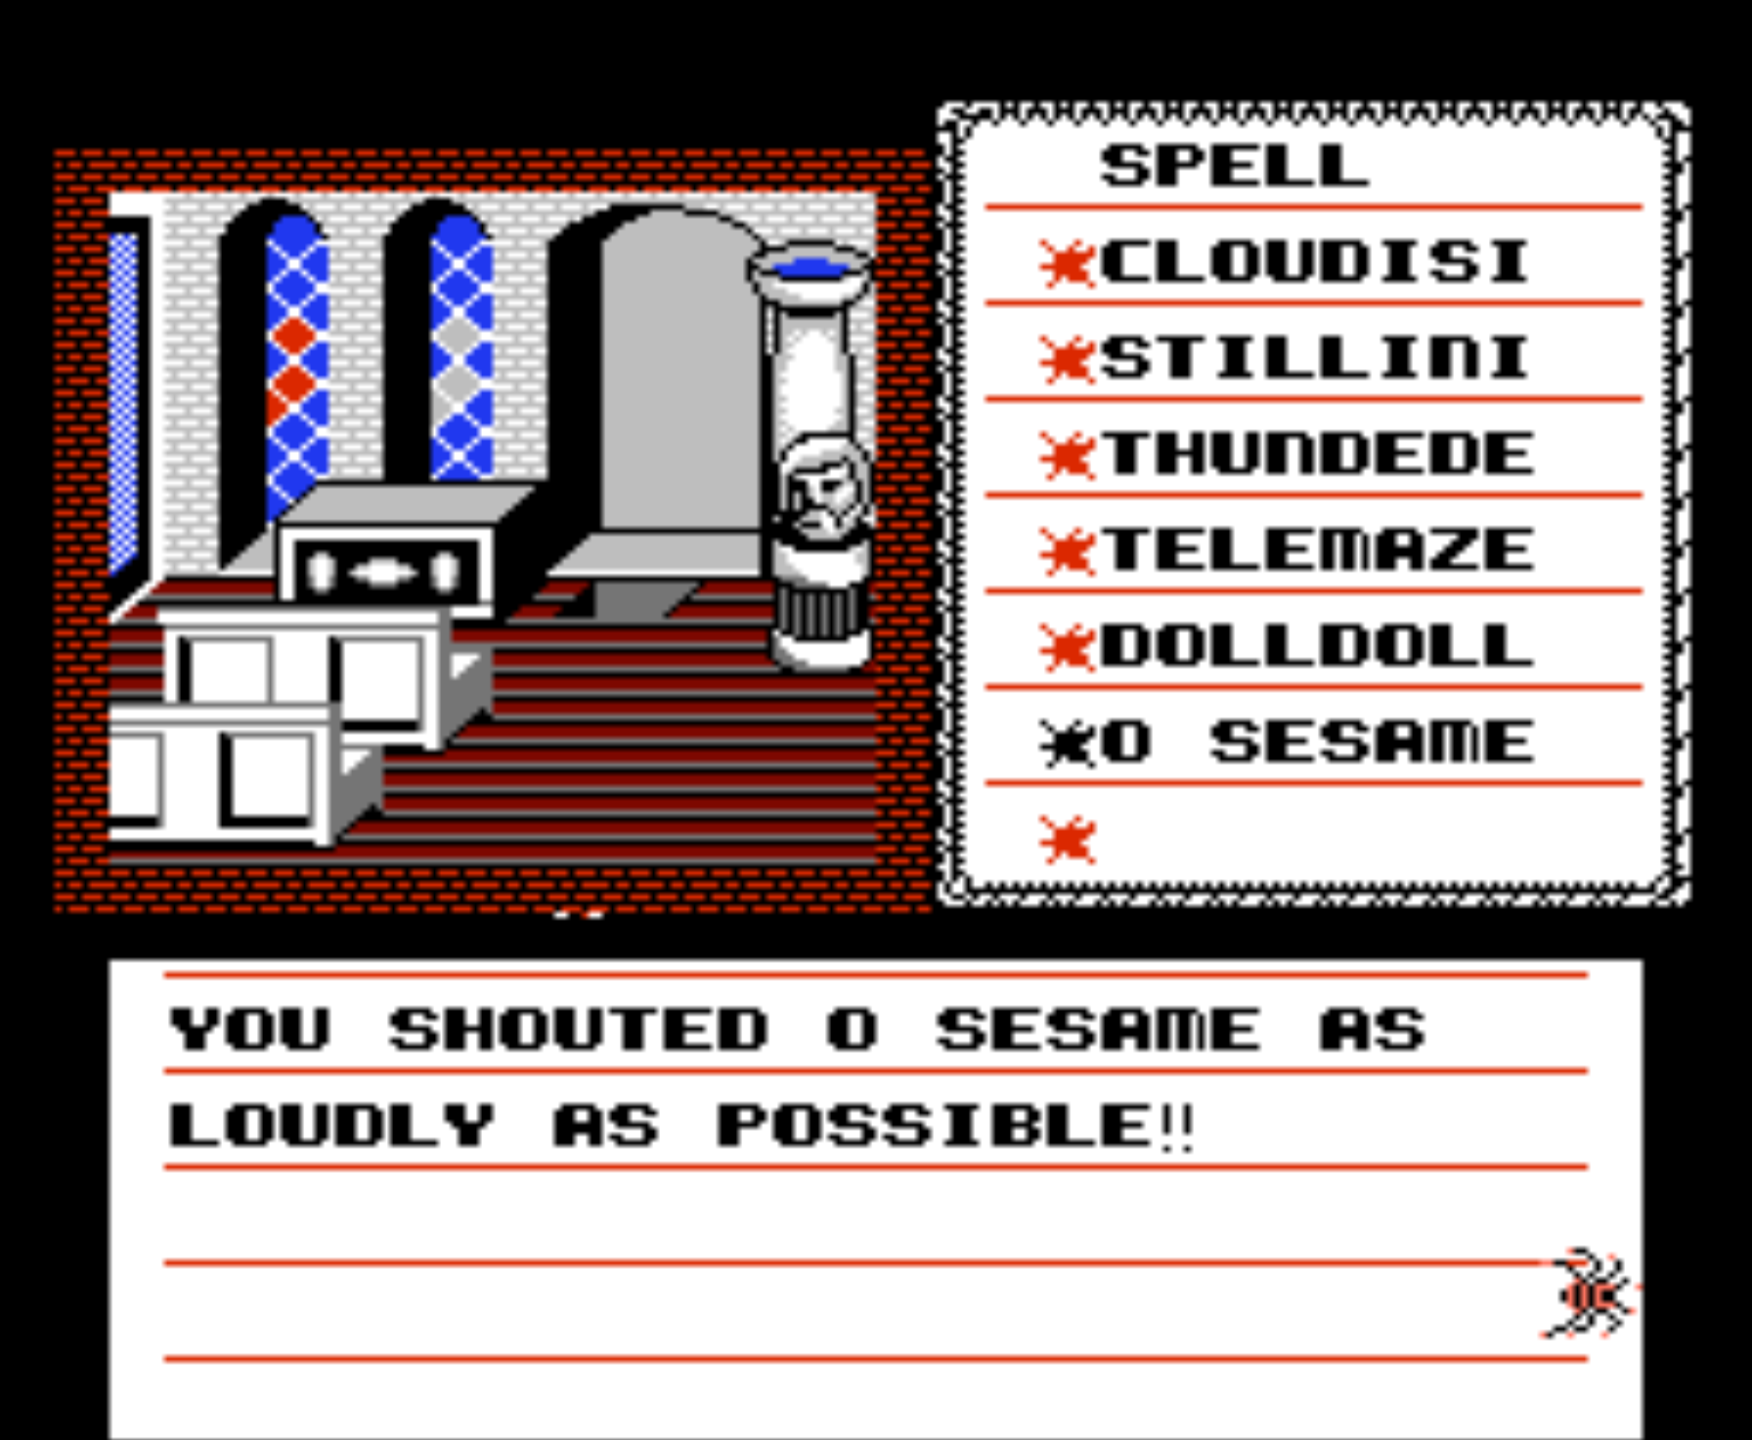 SPELL
CLOUDISI
STILLINI
THUNDEDE
TELEMAZE
DOLLDOLL
O SESAME
YOU SHOUTED O SESAME AS
LOUDLY AS POSSIBLE!!